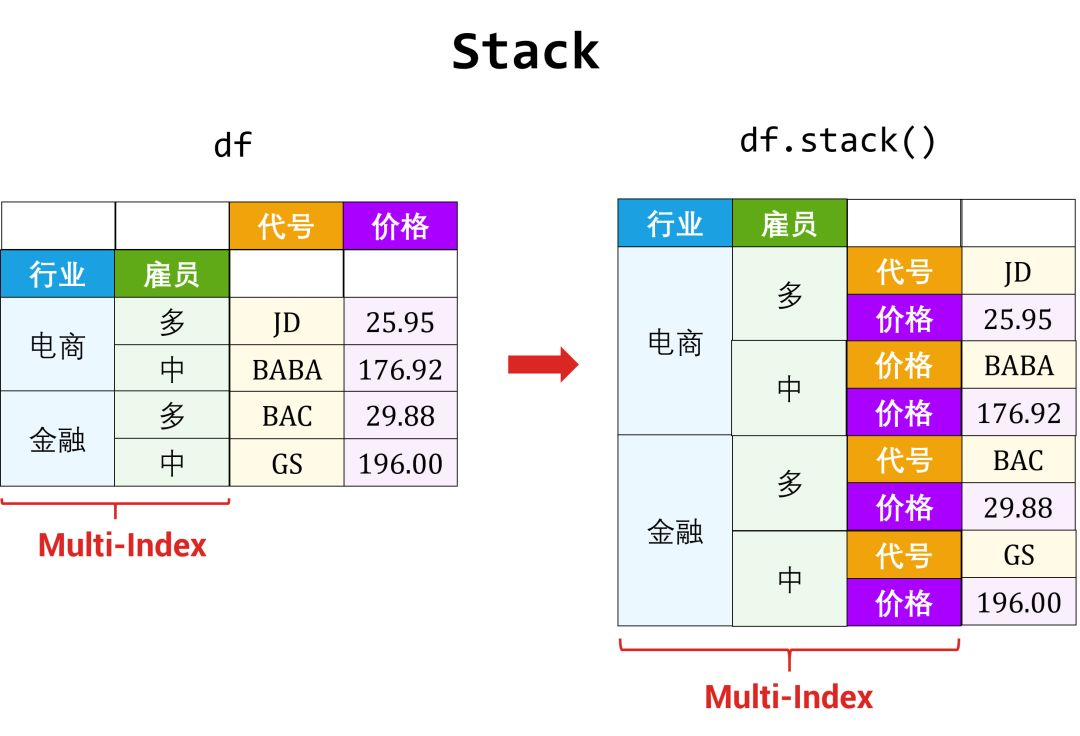 Stack
df
代号 价格
行业 雇员
电商 多 JD 25.95
中 BABA 176.92
金融 多 BAC 29.88
中 GS 196.00
Multi-Index
df.stack()
行业 雇员
电商 多 代号 JD
价格 25.95
中 价格 BABA
价格 176.92
金融 多 代号 BAC
价格 29.88
中 代号 GS
价格 196.00
Multi-Index